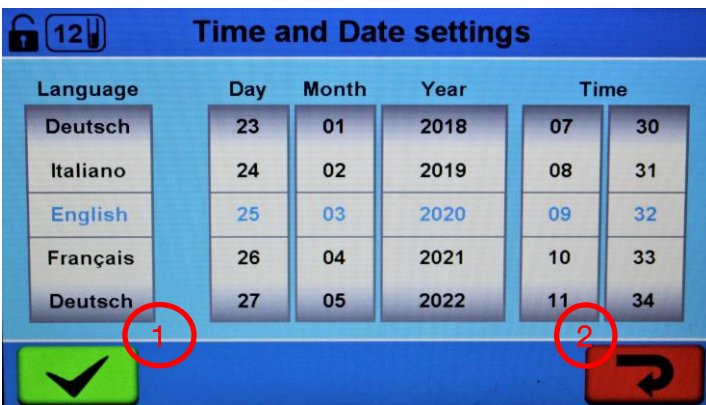 12 Time and Date settings
Language Day Month Year Time
Deutsch 23 01 2018 07 30
Italiano 24 02 2019 08 31
English 25 03 2020 09 32
Français 26 04 2021 10 33
Deutsch 27 05 2022 11 34
1 2